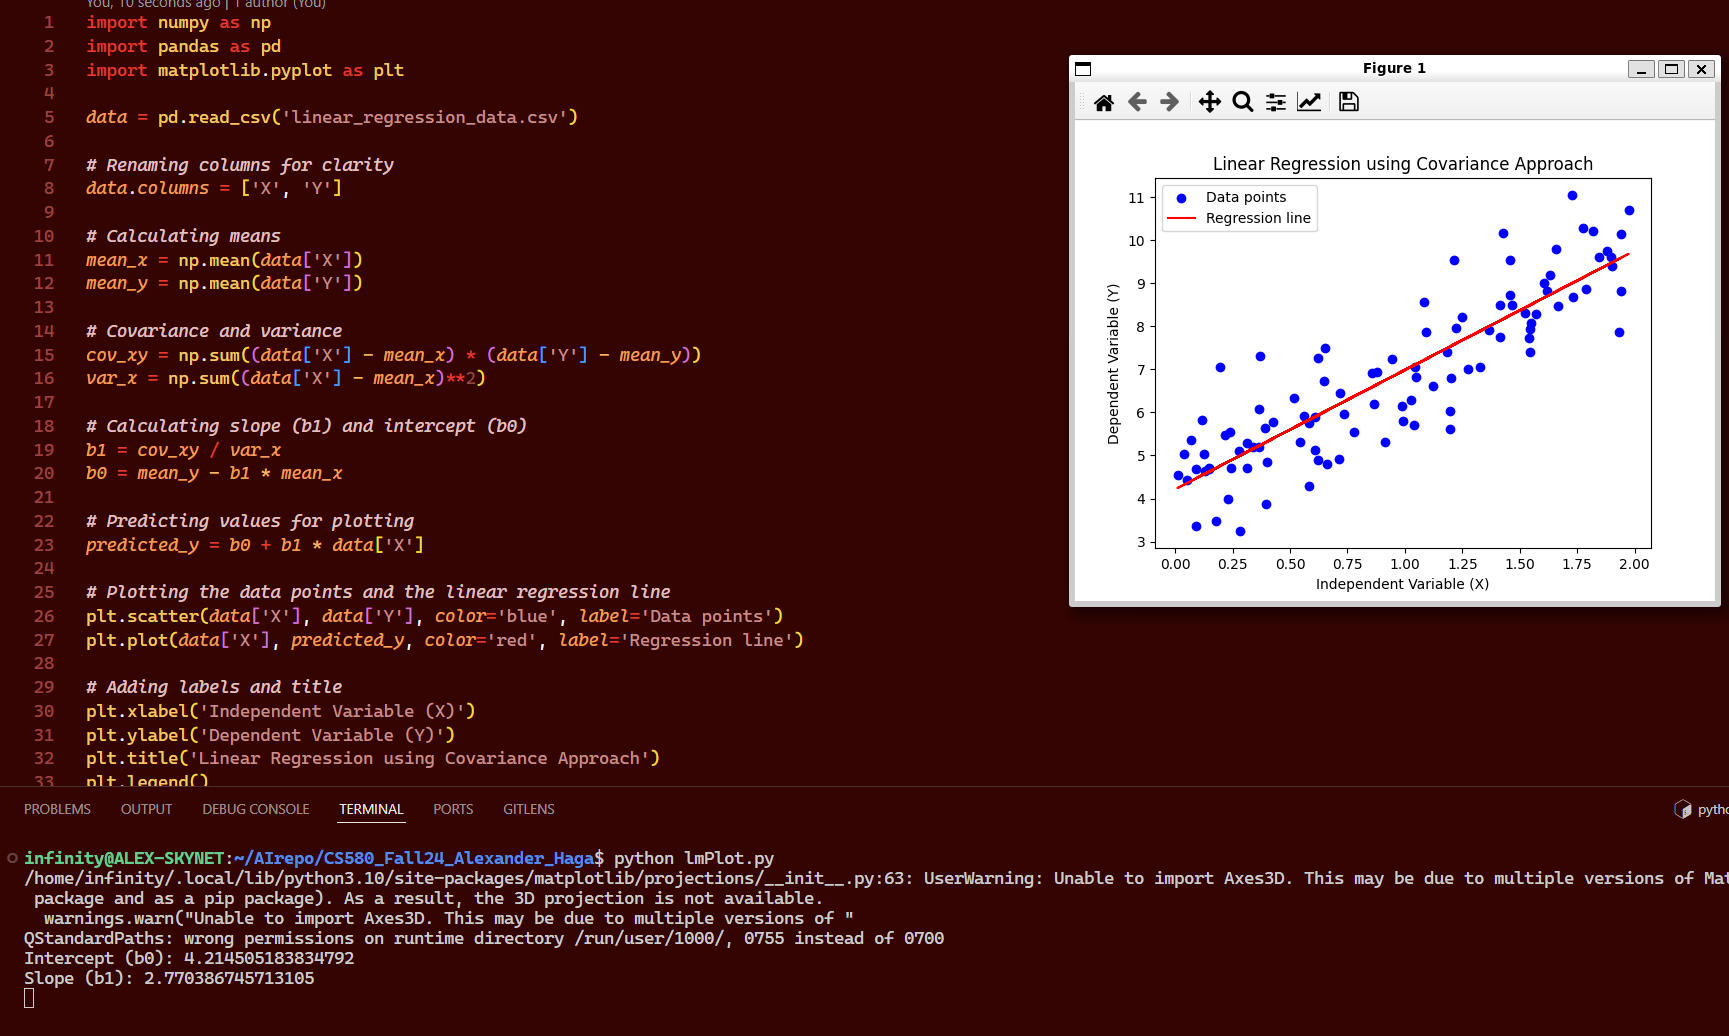 You, 10 seconds ago | 1 author (You)
1 import numpy as np
2 import pandas as pd
3 import matplotlib.pyplot as plt
4
5 data = pd.read_csv('linear_regression_data.csv')
6
7 # Renaming columns for clarity
8 data.columns = ['X', 'Y']
9
10 # Calculating means
11 mean_x = np.mean(data['X'])
12 mean_y = np.mean(data['Y'])
13
14 # Covariance and variance
15 cov_xy = np.sum((data['X'] - mean_x) * (data['Y'] - mean_y))
16 var_x = np.sum((data['X'] - mean_x)**2)
17
18 # Calculating slope (b1) and intercept (b0)
19 b1 = cov_xy / var_x
20 b0 = mean_y - b1 * mean_x
21
22 # Predicting values for plotting
23 predicted_y = b0 + b1 * data['X']
24
25 # Plotting the data points and the linear regression line
26 plt.scatter(data['X'], data['Y'], color='blue', label='Data points')
27 plt.plot(data['X'], predicted_y, color='red', label='Regression line')
28
29 # Adding labels and title
30 plt.xlabel('Independent Variable (X)')
31 plt.ylabel('Dependent Variable (Y)')
32 plt.title('Linear Regression using Covariance Approach')
33 plt.legend()
Figure 1
Linear Regression using Covariance Approach
Data points
Regression line
11
10
9
8
7
6
5
4
3
Dependent Variable (Y)
0.00 0.25 0.50 0.75 1.00 1.25 1.50 1.75 2.00
Independent Variable (X)
PROBLEMS OUTPUT DEBUG CONSOLE TERMINAL PORTS GITLENS
pytho
infinity@ALEX-SKYNET:~/AIrepo/CS580_Fall24_Alexander_Haga$ python lmPlot.py
/home/infinity/.local/lib/python3.10/site-packages/matplotlib/projections/__init__.py:63: UserWarning: Unable to import Axes3D. This may be due to multiple versions of Mat
package and as a pip package). As a result, the 3D projection is not available.
warnings.warn("Unable to import Axes3D. This may be due to multiple versions of "
QStandardPaths: wrong permissions on runtime directory /run/user/1000/, 0755 instead of 0700
Intercept (b0): 4.214505183834792
Slope (b1): 2.770386745713105